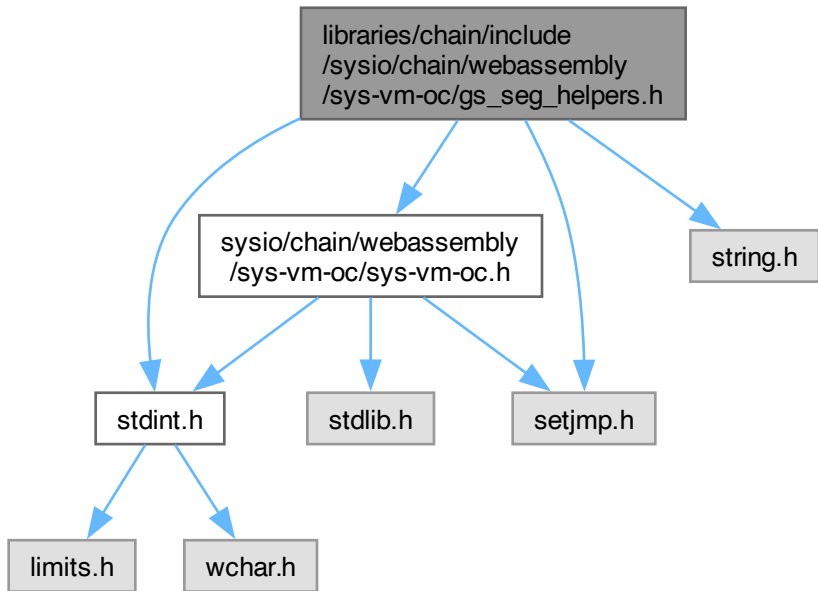 libraries/chain/include
/sysio/chain/webassembly
/sys-vm-oc/gs_seg_helpers.h
sysio/chain/webassembly
/sys-vm-oc/sys-vm-oc.h
string.h
stdint.h
stdlib.h
setjmp.h
limits.h
wchar.h